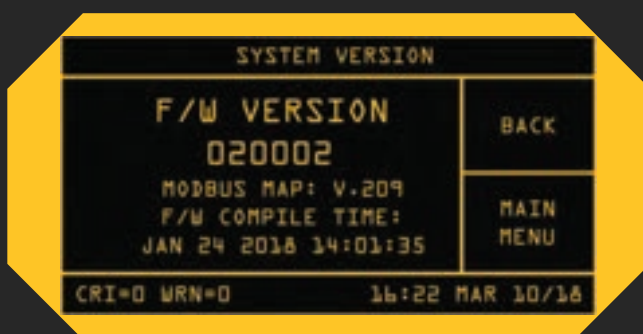 SYSTEM VERSION
F/W VERSION
020002
MODBUS MAP: V.209
F/W COMPILE TIME:
JAN 24 2018 14:01:35
BACK
MAIN
MENU
CRI=0 WRN=0
16:22 MAR 10/18